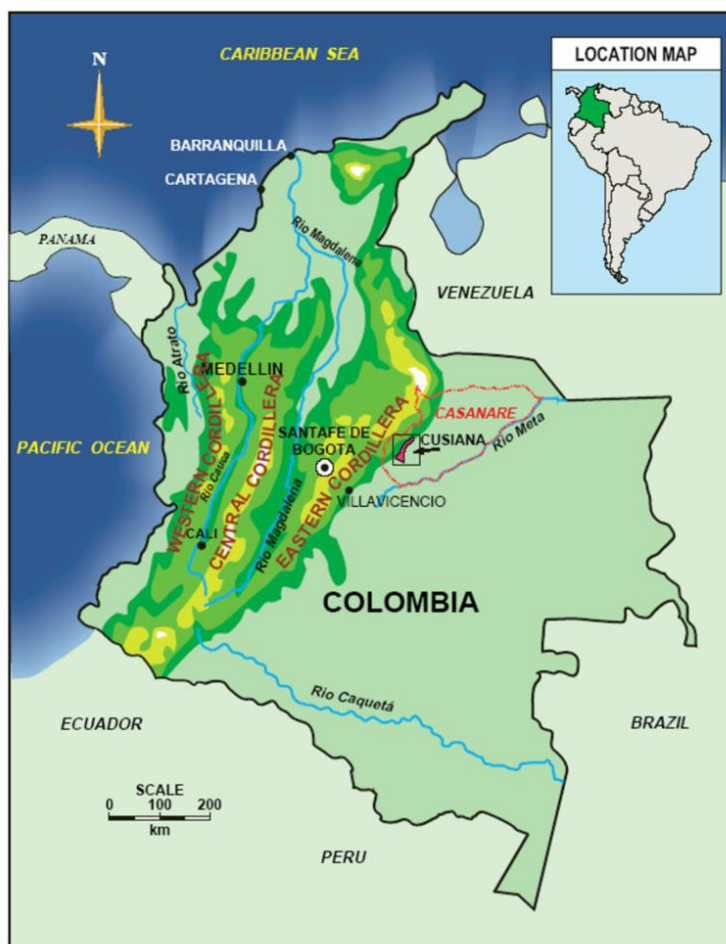 CARIBBEAN SEA
LOCATION MAP
N
BARRANQUILLA
CARTAGENA
Rio Magdalena
PANAMA
VENEZUELA
Rio Atrato
MEDELLIN
WESTERN CORDILLERA
CENTRAL CORDILLERA
Rio Cauca
PACIFIC OCEAN
SANTAFE DE
BOGOTA
EASTERN CORDILLERA
CASANARE
CUSIANA
Rio Meta
VILLAVICENCIO
Rio Magdalena
CALI
COLOMBIA
Rio Caquetá
ECUADOR
BRAZIL
SCALE
0 100 200
km
PERU